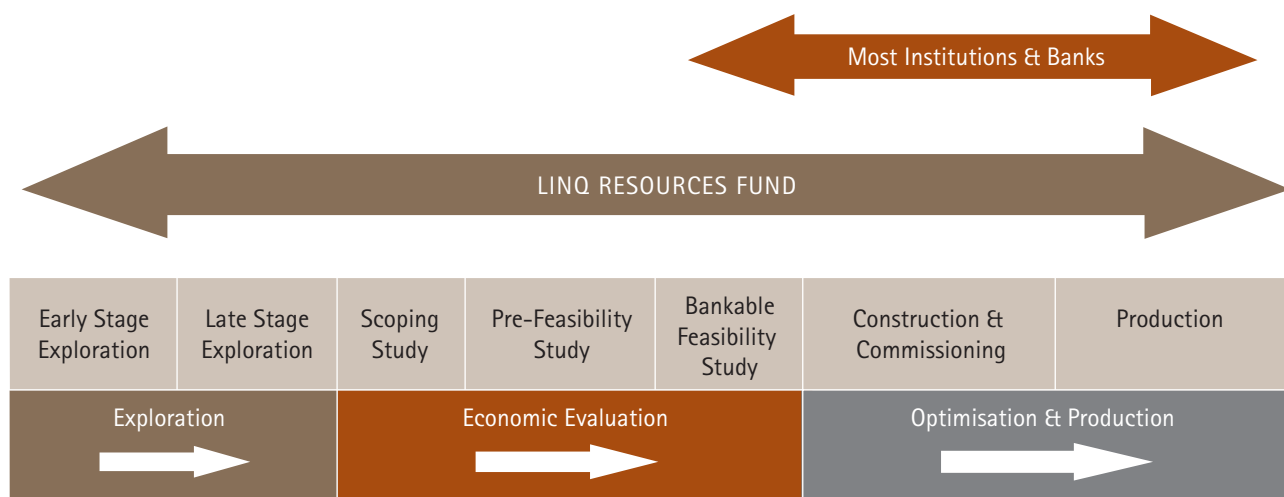 Most Institutions & Banks
LINQ RESOURCES FUND
Early Stage
Exploration
Late Stage
Exploration
Scoping
Study
Pre-Feasibility
Study
Bankable
Feasibility
Study
Construction &
Commissioning
Production
Exploration
Economic Evaluation
Optimisation & Production